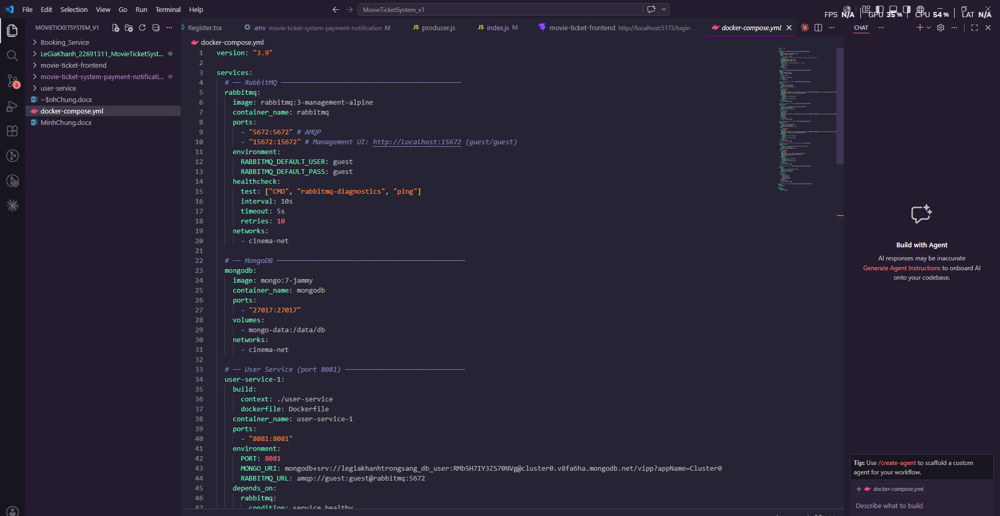 File Edit Selection View Go Run Terminal Help
MovieTicketSystem_v1
FPS N/A GPU 35 % CPU 54 % LAT N/A
MOVIETICKETSYSTEM_V1
Booking_Service
LeGiaKhanh_22691311_MovieTicketSyst...
movie-ticket-frontend
movie-ticket-system-payment-notificati...
user-service
~$nhChung.docx
docker-compose.yml
MinhChung.docx
6
Register.tsx
.env movie-ticket-system-payment-notification M
JS producer.js
JS index.js M
movie-ticket-frontend http://localhost:5173/login
docker-compose.yml
docker-compose.yml
1 version: "3.9"
2
3 services:
4 # ── RabbitMQ ─────────────────────────────────────────────
5 rabbitmq:
6 image: rabbitmq:3-management-alpine
7 container_name: rabbitmq
8 ports:
9 - "5672:5672" # AMQP
10 - "15672:15672" # Management UI: http://localhost:15672 (guest/guest)
11 environment:
12 RABBITMQ_DEFAULT_USER: guest
13 RABBITMQ_DEFAULT_PASS: guest
14 healthcheck:
15 test: ["CMD", "rabbitmq-diagnostics", "ping"]
16 interval: 10s
17 timeout: 5s
18 retries: 10
19 networks:
20 - cinema-net
21
22 # ── MongoDB ───────────────────────────────────────────────
23 mongodb:
24 image: mongo:7-jammy
25 container_name: mongodb
26 ports:
27 - "27017:27017"
28 volumes:
29 - mongo-data:/data/db
30 networks:
31 - cinema-net
32
33 # ── User Service (port 8081) ──────────────────────────────
34 user-service-1:
35 build:
36 context: ./user-service
37 dockerfile: Dockerfile
38 container_name: user-service-1
39 ports:
40 - "8081:8081"
41 environment:
42 PORT: 8081
43 MONGO_URI: mongodb+srv://legiakhanhtrongsang_db_user:RMb5H7IY3ZS70NVg@cluster0.v8fa6ha.mongodb.net/vipp?appName=Cluster0
44 RABBITMQ_URL: amqp://guest:guest@rabbitmq:5672
45 depends_on:
46 rabbitmq:
47 condition: service_healthy
CHAT
Build with Agent
AI responses may be inaccurate
Generate Agent Instructions to onboard AI
onto your codebase.
Tip: Use /create-agent to scaffold a custom
agent for your workflow.
docker-compose.yml
Describe what to build